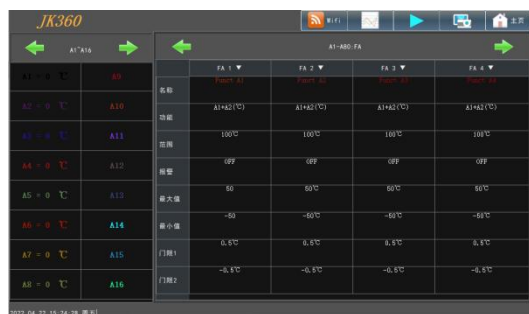 JK360
WiFi
主页
A1~A16
A1-A80:FA
A1 = 0 ℃ A9
A2 = 0 ℃ A10
A3 = 0 ℃ A11
A4 = 0 ℃ A12
A5 = 0 ℃ A13
A6 = 0 ℃ A14
A7 = 0 ℃ A15
A8 = 0 ℃ A16
FA 1 ▼ FA 2 ▼ FA 3 ▼ FA 4 ▼
名称
功能 A1+A2(℃) A1+A2(℃) A1+A2(℃) A1+A2(℃)
范围 100℃ 100℃ 100℃ 100℃
报警 OFF OFF OFF OFF
最大值 50 50℃ 50℃ 50℃
最小值 -50 -50℃ -50℃ -50℃
门限1 0.5℃ 0.5℃ 0.5℃ 0.5℃
门限2 -0.5℃ -0.5℃ -0.5℃ -0.5℃